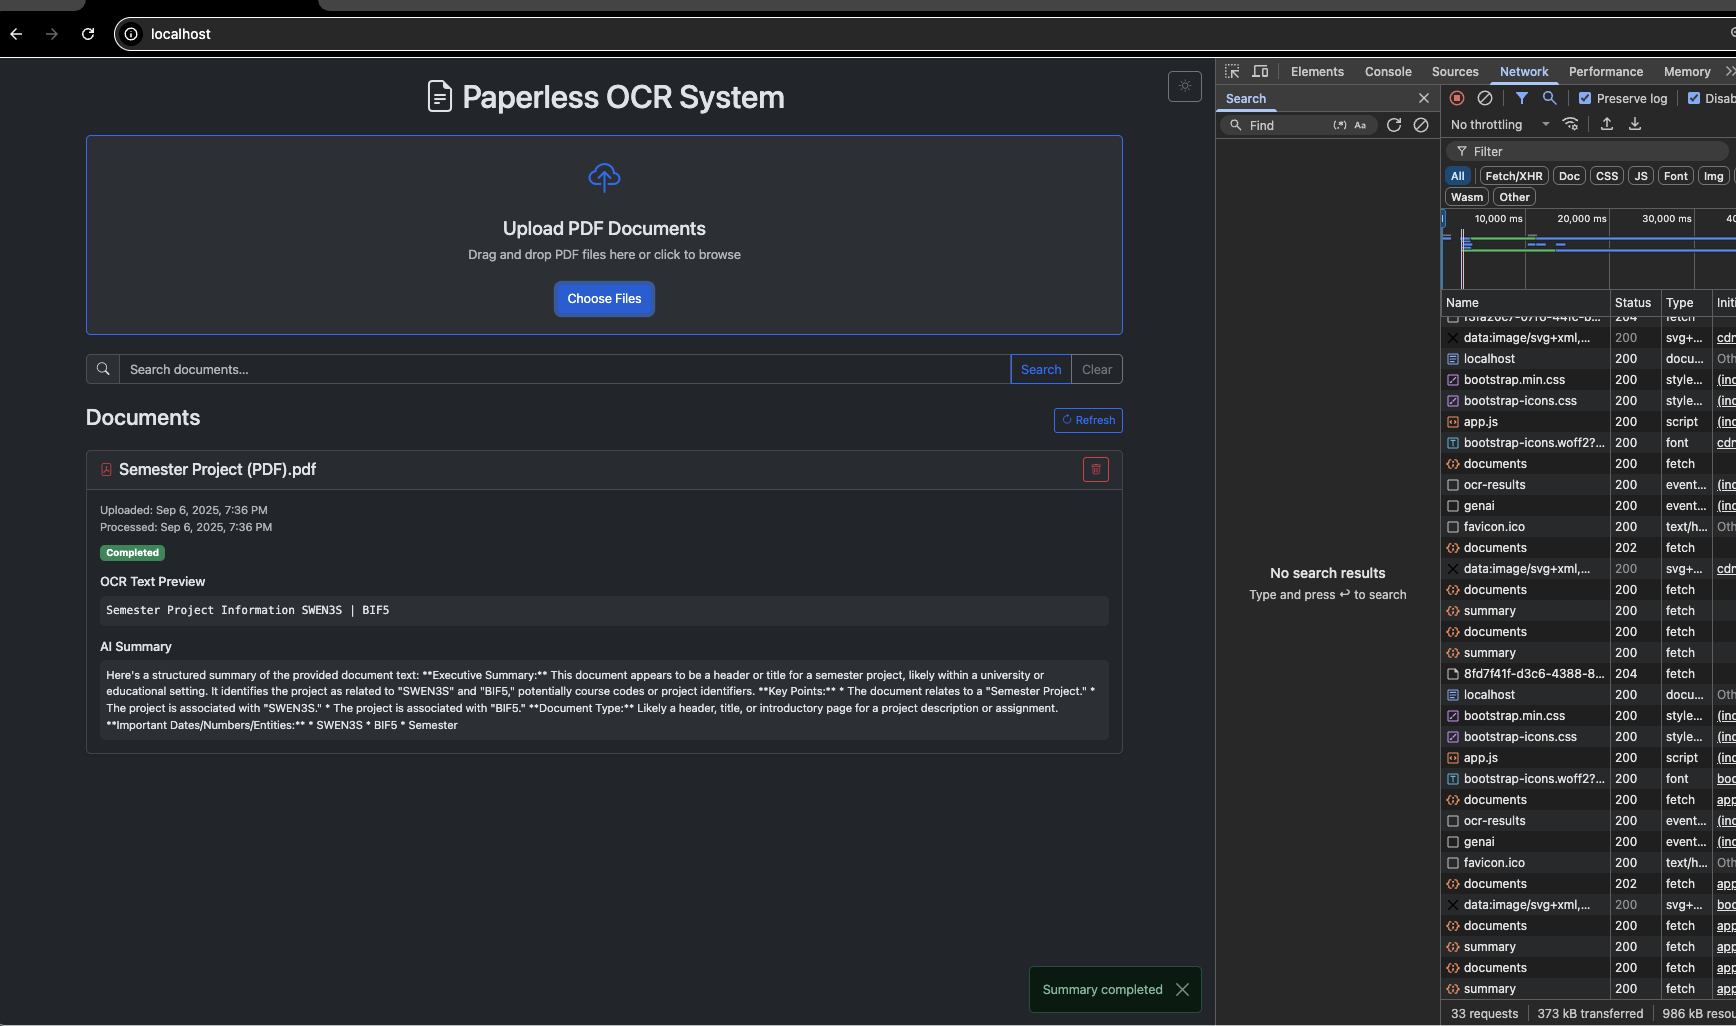 localhost
Paperless OCR System
Upload PDF Documents
Drag and drop PDF files here or click to browse
Choose Files
Search documents...
Search
Clear
Documents
Refresh
Semester Project (PDF).pdf
Uploaded: Sep 6, 2025, 7:36 PM
Processed: Sep 6, 2025, 7:36 PM
Completed
OCR Text Preview
Semester Project Information SWEN3S | BIF5
AI Summary
Here's a structured summary of the provided document text: **Executive Summary:** This document appears to be a header or title for a semester project, likely within a university or
educational setting. It identifies the project as related to "SWEN3S" and "BIF5," potentially course codes or project identifiers. **Key Points:** * The document relates to a "Semester Project." *
The project is associated with "SWEN3S." * The project is associated with "BIF5." **Document Type:** Likely a header, title, or introductory page for a project description or assignment.
**Important Dates/Numbers/Entities:** * SWEN3S * BIF5 * Semester
Summary completed
Elements Console Sources Network Performance Memory
Search
Find
(.*) Aa
No search results
Type and press ↩ to search
Preserve log
Disab
No throttling
Filter
All Fetch/XHR Doc CSS JS Font Img
Wasm Other
10,000 ms 20,000 ms 30,000 ms 40
Name Status Type Initi
204 fetch
data:image/svg+xml,... 200 svg+... cdn
localhost 200 docu... Oth
bootstrap.min.css 200 style... (inc
bootstrap-icons.css 200 style... (inc
app.js 200 script (inc
bootstrap-icons.woff2?... 200 font cdn
documents 200 fetch
ocr-results 200 event... (inc
genai 200 event... (inc
favicon.ico 200 text/h... Oth
documents 202 fetch
data:image/svg+xml,... 200 svg+... cdn
documents 200 fetch
summary 200 fetch
documents 200 fetch
summary 200 fetch
8fd7f41f-d3c6-4388-8... 204 fetch
localhost 200 docu... Oth
bootstrap.min.css 200 style... (inc
bootstrap-icons.css 200 style... (inc
app.js 200 script (inc
bootstrap-icons.woff2?... 200 font boo
documents 200 fetch app
ocr-results 200 event... (inc
genai 200 event... (inc
favicon.ico 200 text/h... Oth
documents 202 fetch app
data:image/svg+xml,... 200 svg+... boo
documents 200 fetch app
summary 200 fetch app
documents 200 fetch app
summary 200 fetch app
33 requests 373 kB transferred 986 kB resou